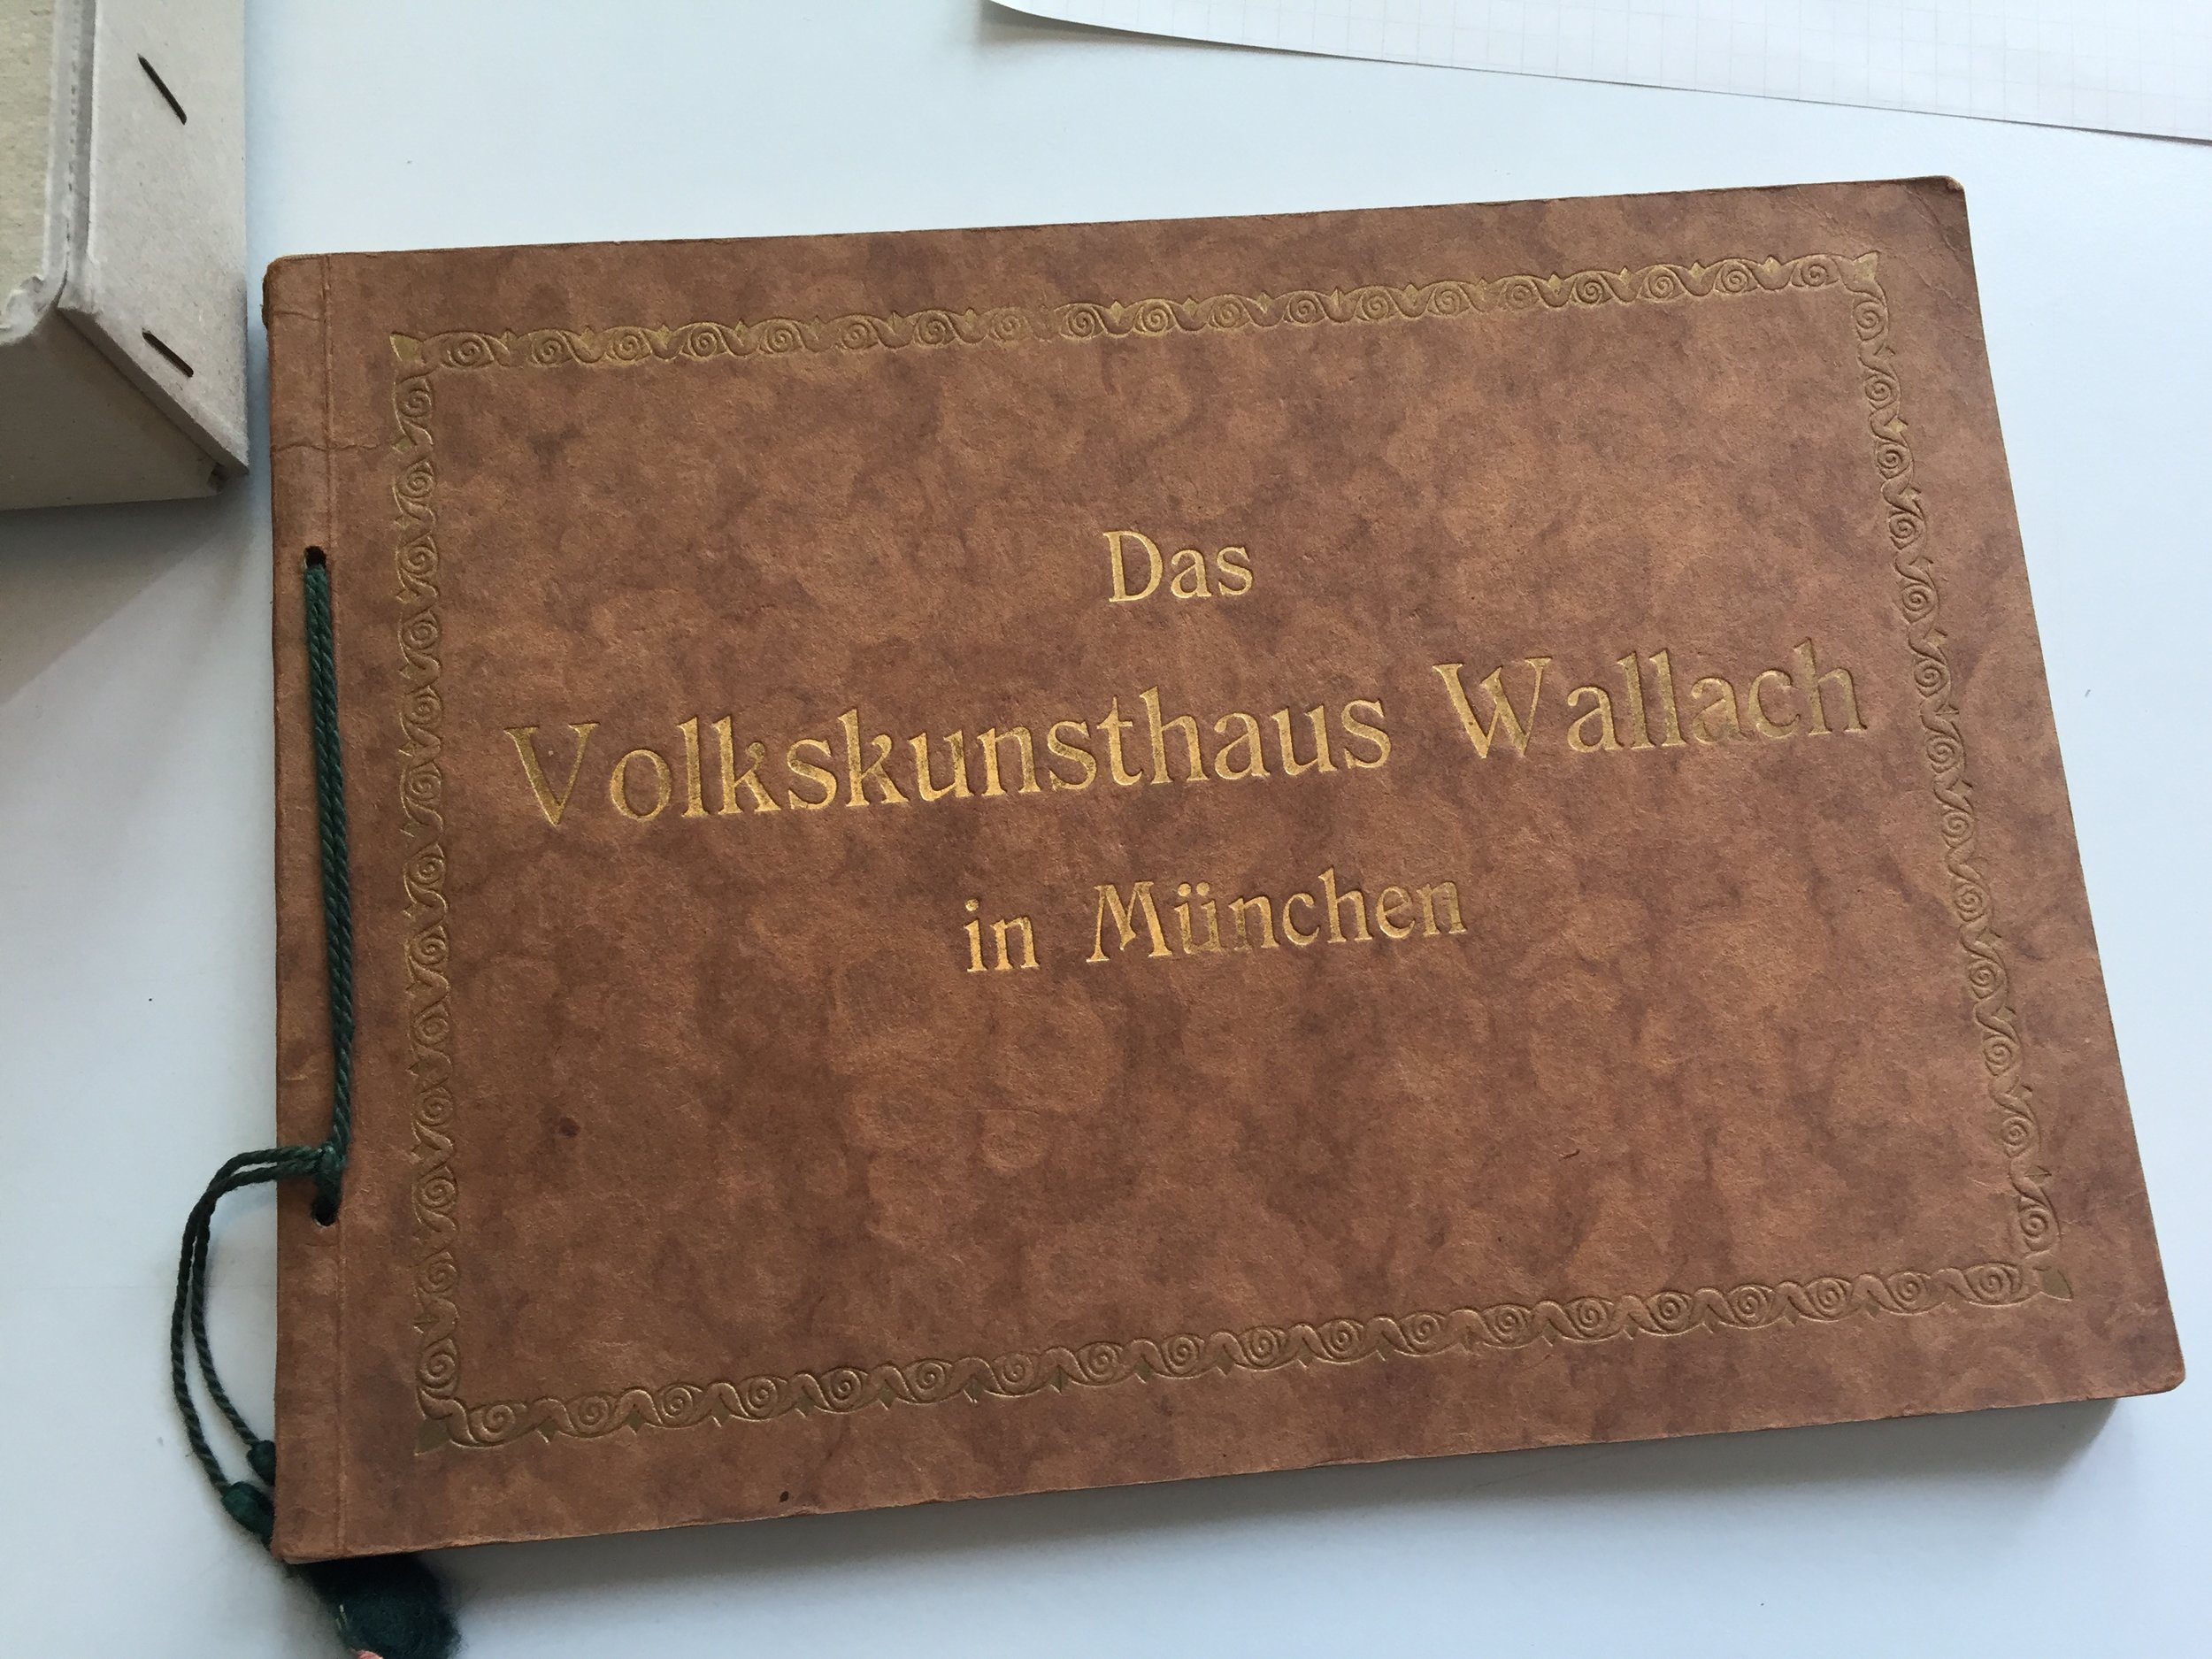 Das
Volkskunsthaus Wallach
in München